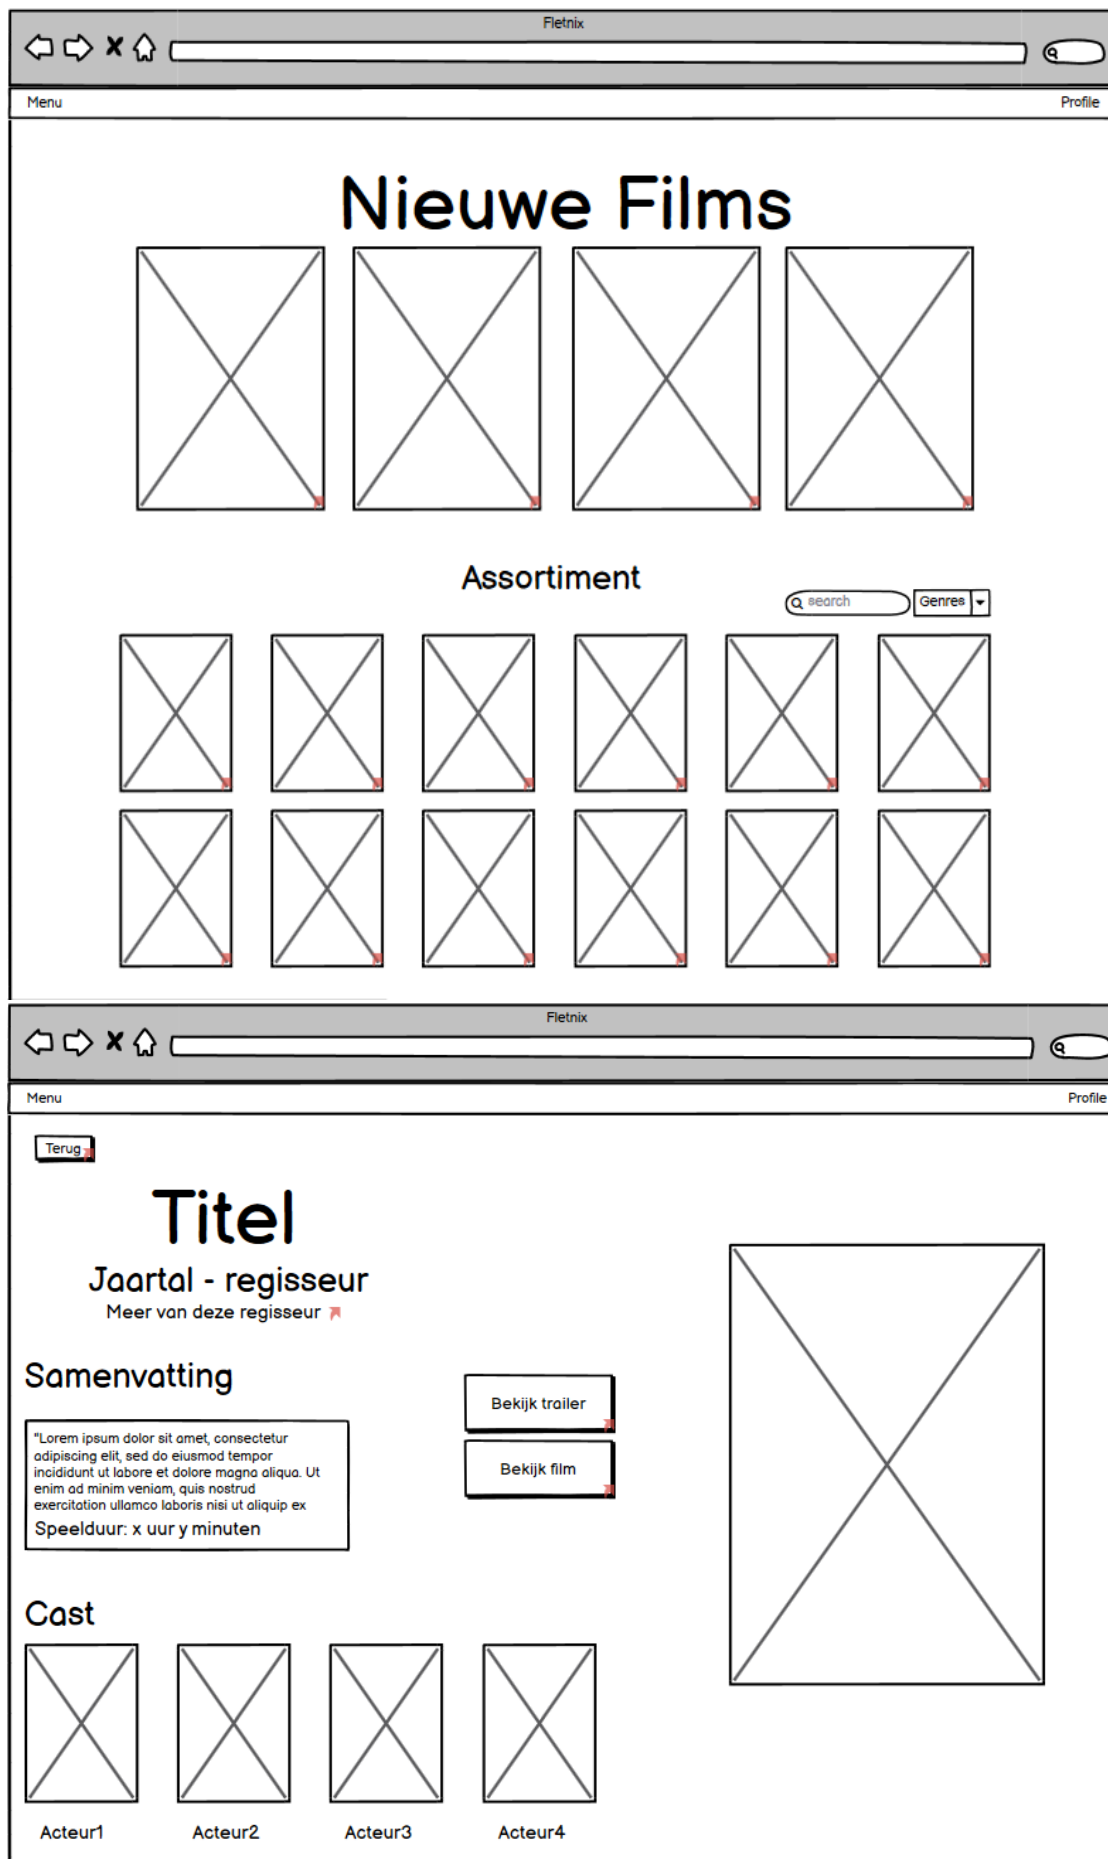 Fletnix
Menu
Profile
Nieuwe Films
Assortiment
search
Genres
Fletnix
Menu
Profile
Terug
Titel
Jaartal - regisseur
Meer van deze regisseur
Samenvatting
Bekijk trailer
"Lorem ipsum dolor sit amet, consectetur
adipiscing elit, sed do eiusmod tempor
incididunt ut labore et dolore magna aliqua. Ut
enim ad minim veniam, quis nostrud
exercitation ullamco laboris nisi ut aliquip ex
Speelduur: x uur y minuten
Bekijk film
Cast
Acteur1
Acteur2
Acteur3
Acteur4